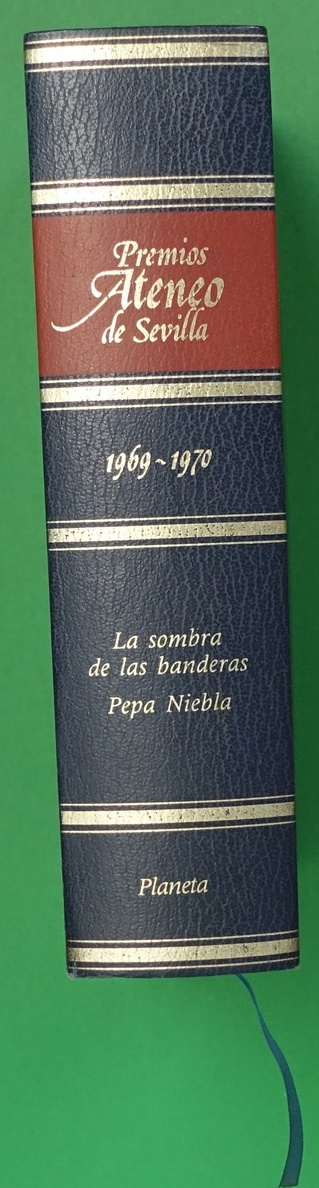 Premios
Ateneo
de Sevilla
1969~1970
La sombra
de las banderas
Pepa Niebla
Planeta